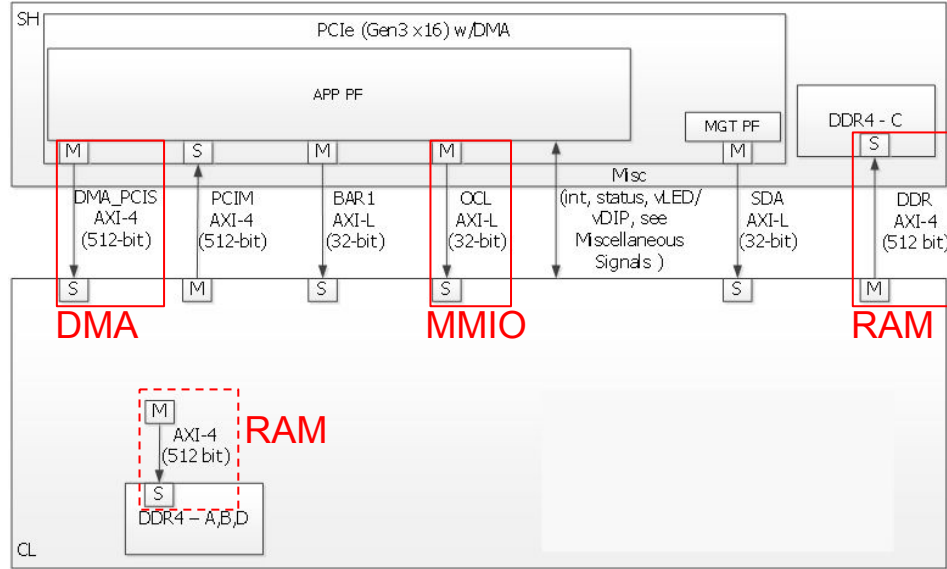 SH
PCIe (Gen3 x16) w/DMA
APP PF
MGT PF
DDR4 - C
M
S
M
M
M
S
DMA_PCIS
AXI-4
(512-bit)
PCIM
AXI-4
(512-bit)
BAR1
AXI-L
(32-bit)
OCL
AXI-L
(32-bit)
Misc
(int, status, vLED/
vDIP, see
Miscellaneous
Signals )
SDA
AXI-L
(32-bit)
DDR
AXI-4
(512 bit)
S
M
S
S
S
M
DMA
MMIO
RAM
M
AXI-4
(512 bit)
RAM
S
DDR4 – A,B,D
CL